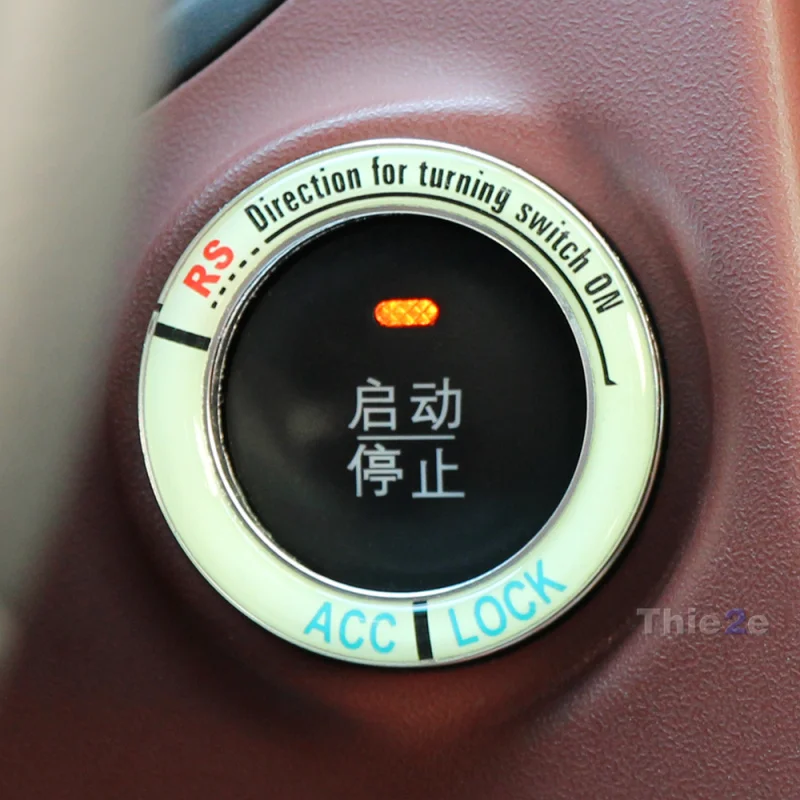 RS
Direction for turning switch ON
启动
停止
ACC
LOCK
Thie2e